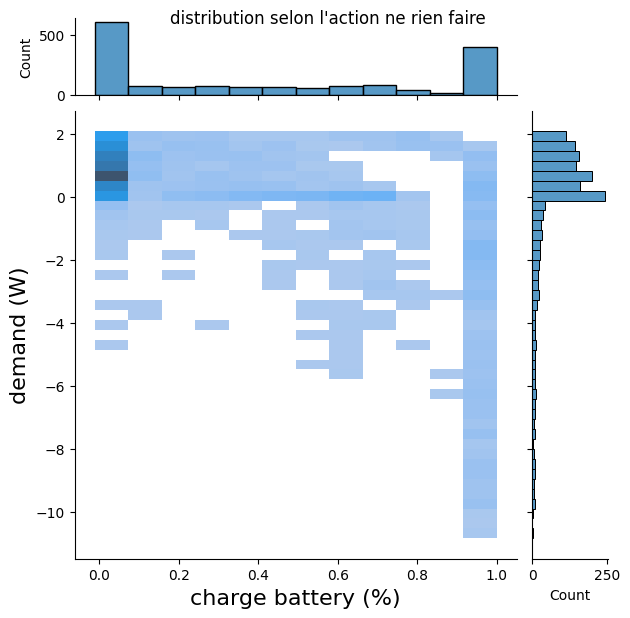 distribution selon l'action ne rien faire
Count
500
0
demand (W)
2
0
−2
−4
−6
−8
−10
0.0 0.2 0.4 0.6 0.8 1.0
charge battery (%)
0 250
Count